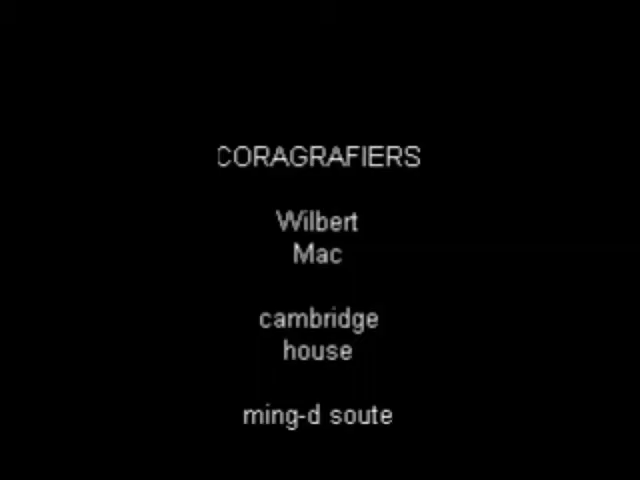 CORAGRAFIERS
Wilbert
Mac
cambridge
house
ming-d soute